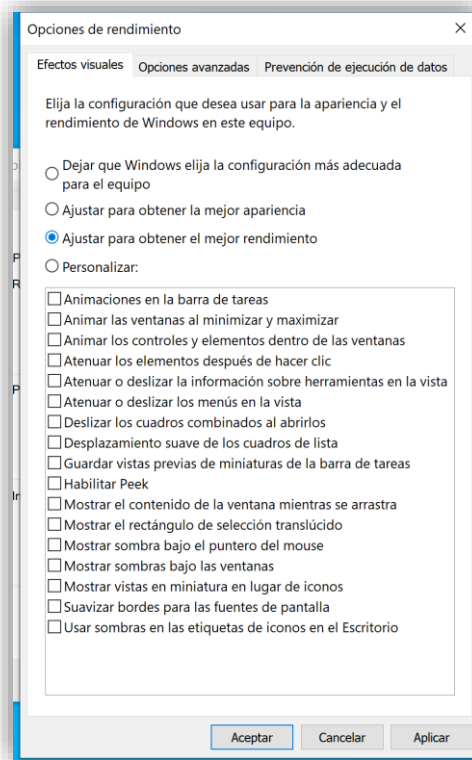 Opciones de rendimiento
Efectos visuales Opciones avanzadas Prevención de ejecución de datos
Elija la configuración que desea usar para la apariencia y el
rendimiento de Windows en este equipo.
Dejar que Windows elija la configuración más adecuada
para el equipo
Ajustar para obtener la mejor apariencia
Ajustar para obtener el mejor rendimiento
Personalizar:
Animaciones en la barra de tareas
Animar las ventanas al minimizar y maximizar
Animar los controles y elementos dentro de las ventanas
Atenuar los elementos después de hacer clic
Atenuar o deslizar la información sobre herramientas en la vista
Atenuar o deslizar los menús en la vista
Deslizar los cuadros combinados al abrirlos
Desplazamiento suave de los cuadros de lista
Guardar vistas previas de miniaturas de la barra de tareas
Habilitar Peek
Mostrar el contenido de la ventana mientras se arrastra
Mostrar el rectángulo de selección translúcido
Mostrar sombra bajo el puntero del mouse
Mostrar sombras bajo las ventanas
Mostrar vistas en miniatura en lugar de iconos
Suavizar bordes para las fuentes de pantalla
Usar sombras en las etiquetas de iconos en el Escritorio
Aceptar Cancelar Aplicar